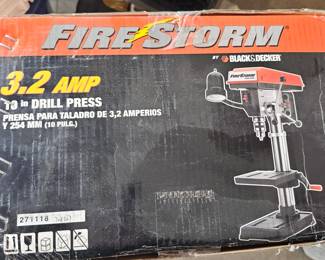 FIRESTORM
BY BLACK&DECKER
3.2 AMP
10 in DRILL PRESS
PRENSA PARA TALADRO DE 3,2 AMPERIOS
Y 254 MM (10 PULG.)
FIRESTORM
271118